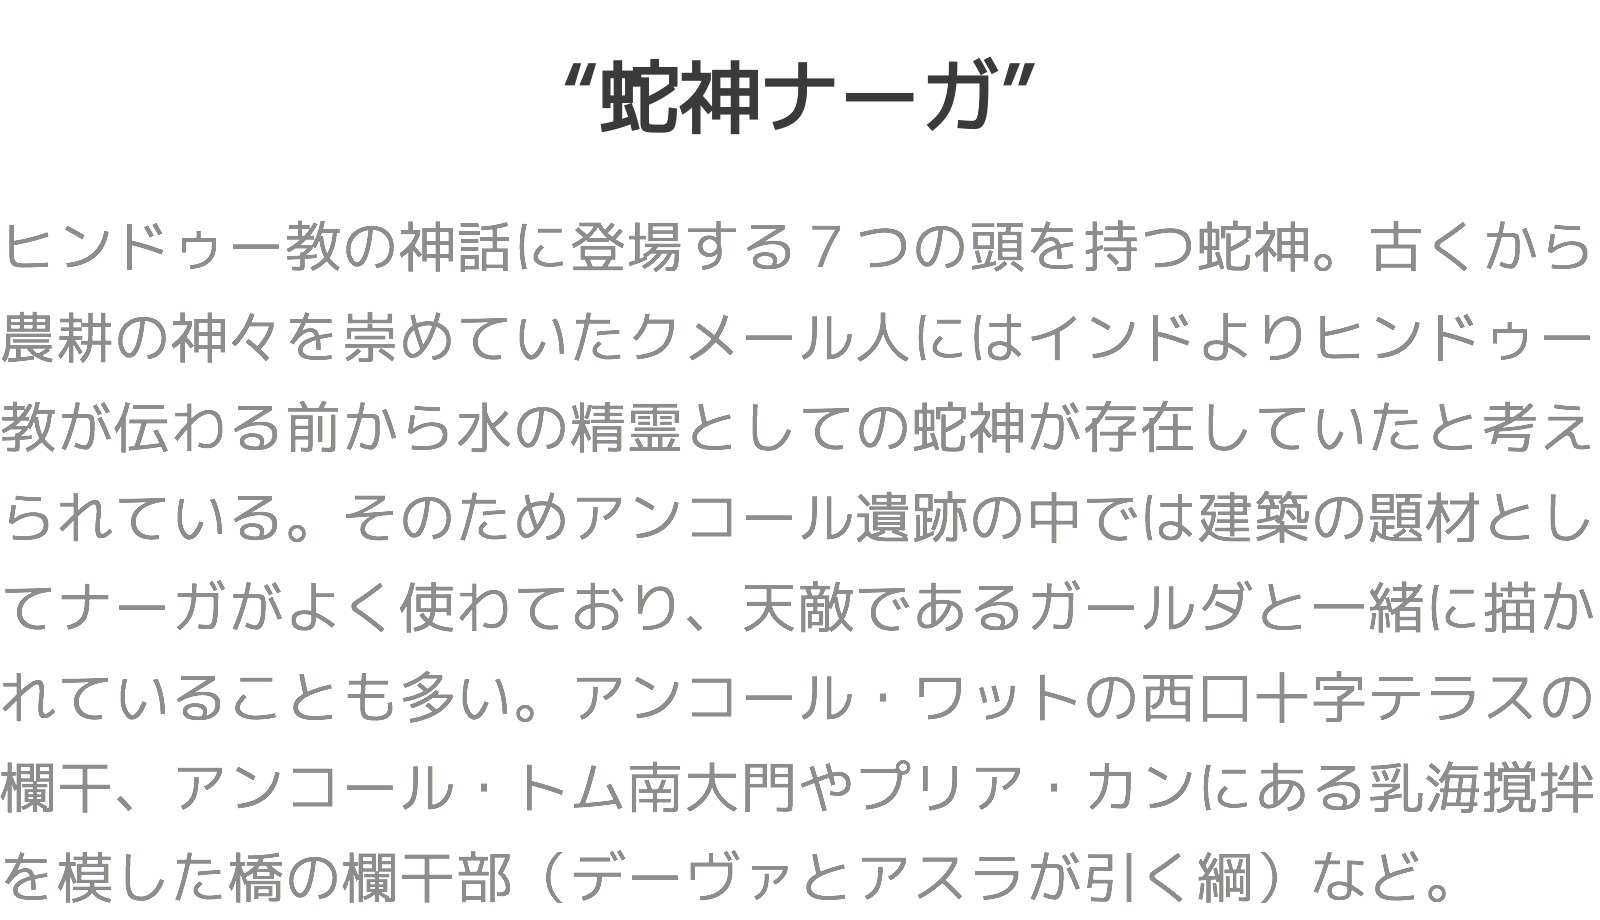 “蛇神ナーガ”
ヒンドゥー教の神話に登場する７つの頭を持つ蛇神。古くから
農耕の神々を崇めていたクメール人にはインドよりヒンドゥー
教が伝わる前から水の精霊としての蛇神が存在していたと考え
られている。そのためアンコール遺跡の中では建築の題材とし
てナーガがよく使わており、天敵であるガールダと一緒に描か
れていることも多い。アンコール・ワットの西口十字テラスの
欄干、アンコール・トム南大門やプリア・カンにある乳海撹拌
を模した橋の欄干部（デーヴァとアスラが引く綱）など。